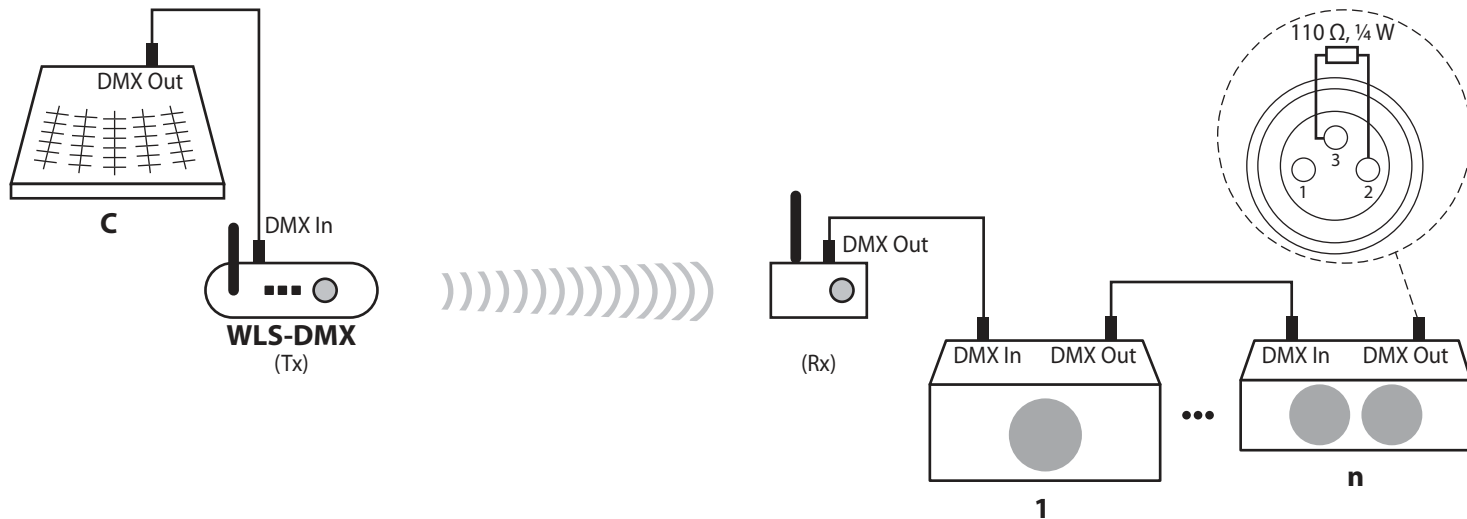 DMX Out
C
DMX In
WLS-DMX
(Tx)
DMX Out
(Rx)
DMX In
DMX Out
1
DMX In
DMX Out
n
110 Ω, ¼ W
3
1
2